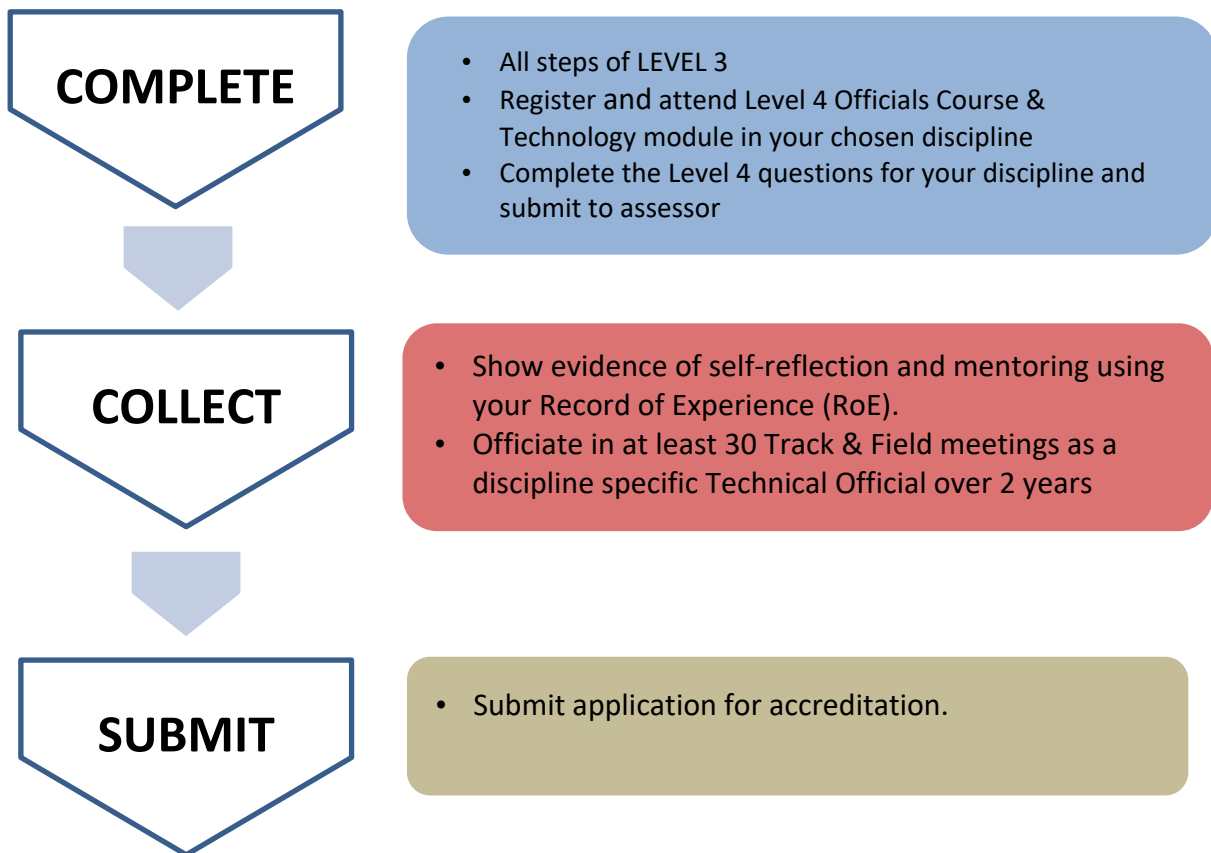 COMPLETE
• All steps of LEVEL 3
• Register and attend Level 4 Officials Course &
Technology module in your chosen discipline
• Complete the Level 4 questions for your discipline and
submit to assessor
COLLECT
• Show evidence of self-reflection and mentoring using
your Record of Experience (RoE).
• Officiate in at least 30 Track & Field meetings as a
discipline specific Technical Official over 2 years
SUBMIT
• Submit application for accreditation.